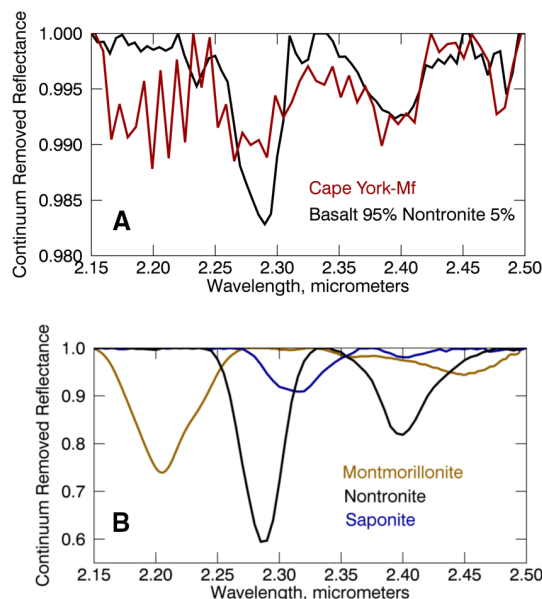 1.000
0.995
0.990
0.985
0.980
Continuum Removed Reflectance
A
Cape York-Mf
Basalt 95% Nontronite 5%
2.15 2.20 2.25 2.30 2.35 2.40 2.45 2.50
Wavelength, micrometers
1.0
0.9
0.8
0.7
0.6
Continuum Removed Reflectance
B
Montmorillonite
Nontronite
Saponite
2.15 2.20 2.25 2.30 2.35 2.40 2.45 2.50
Wavelength, micrometers